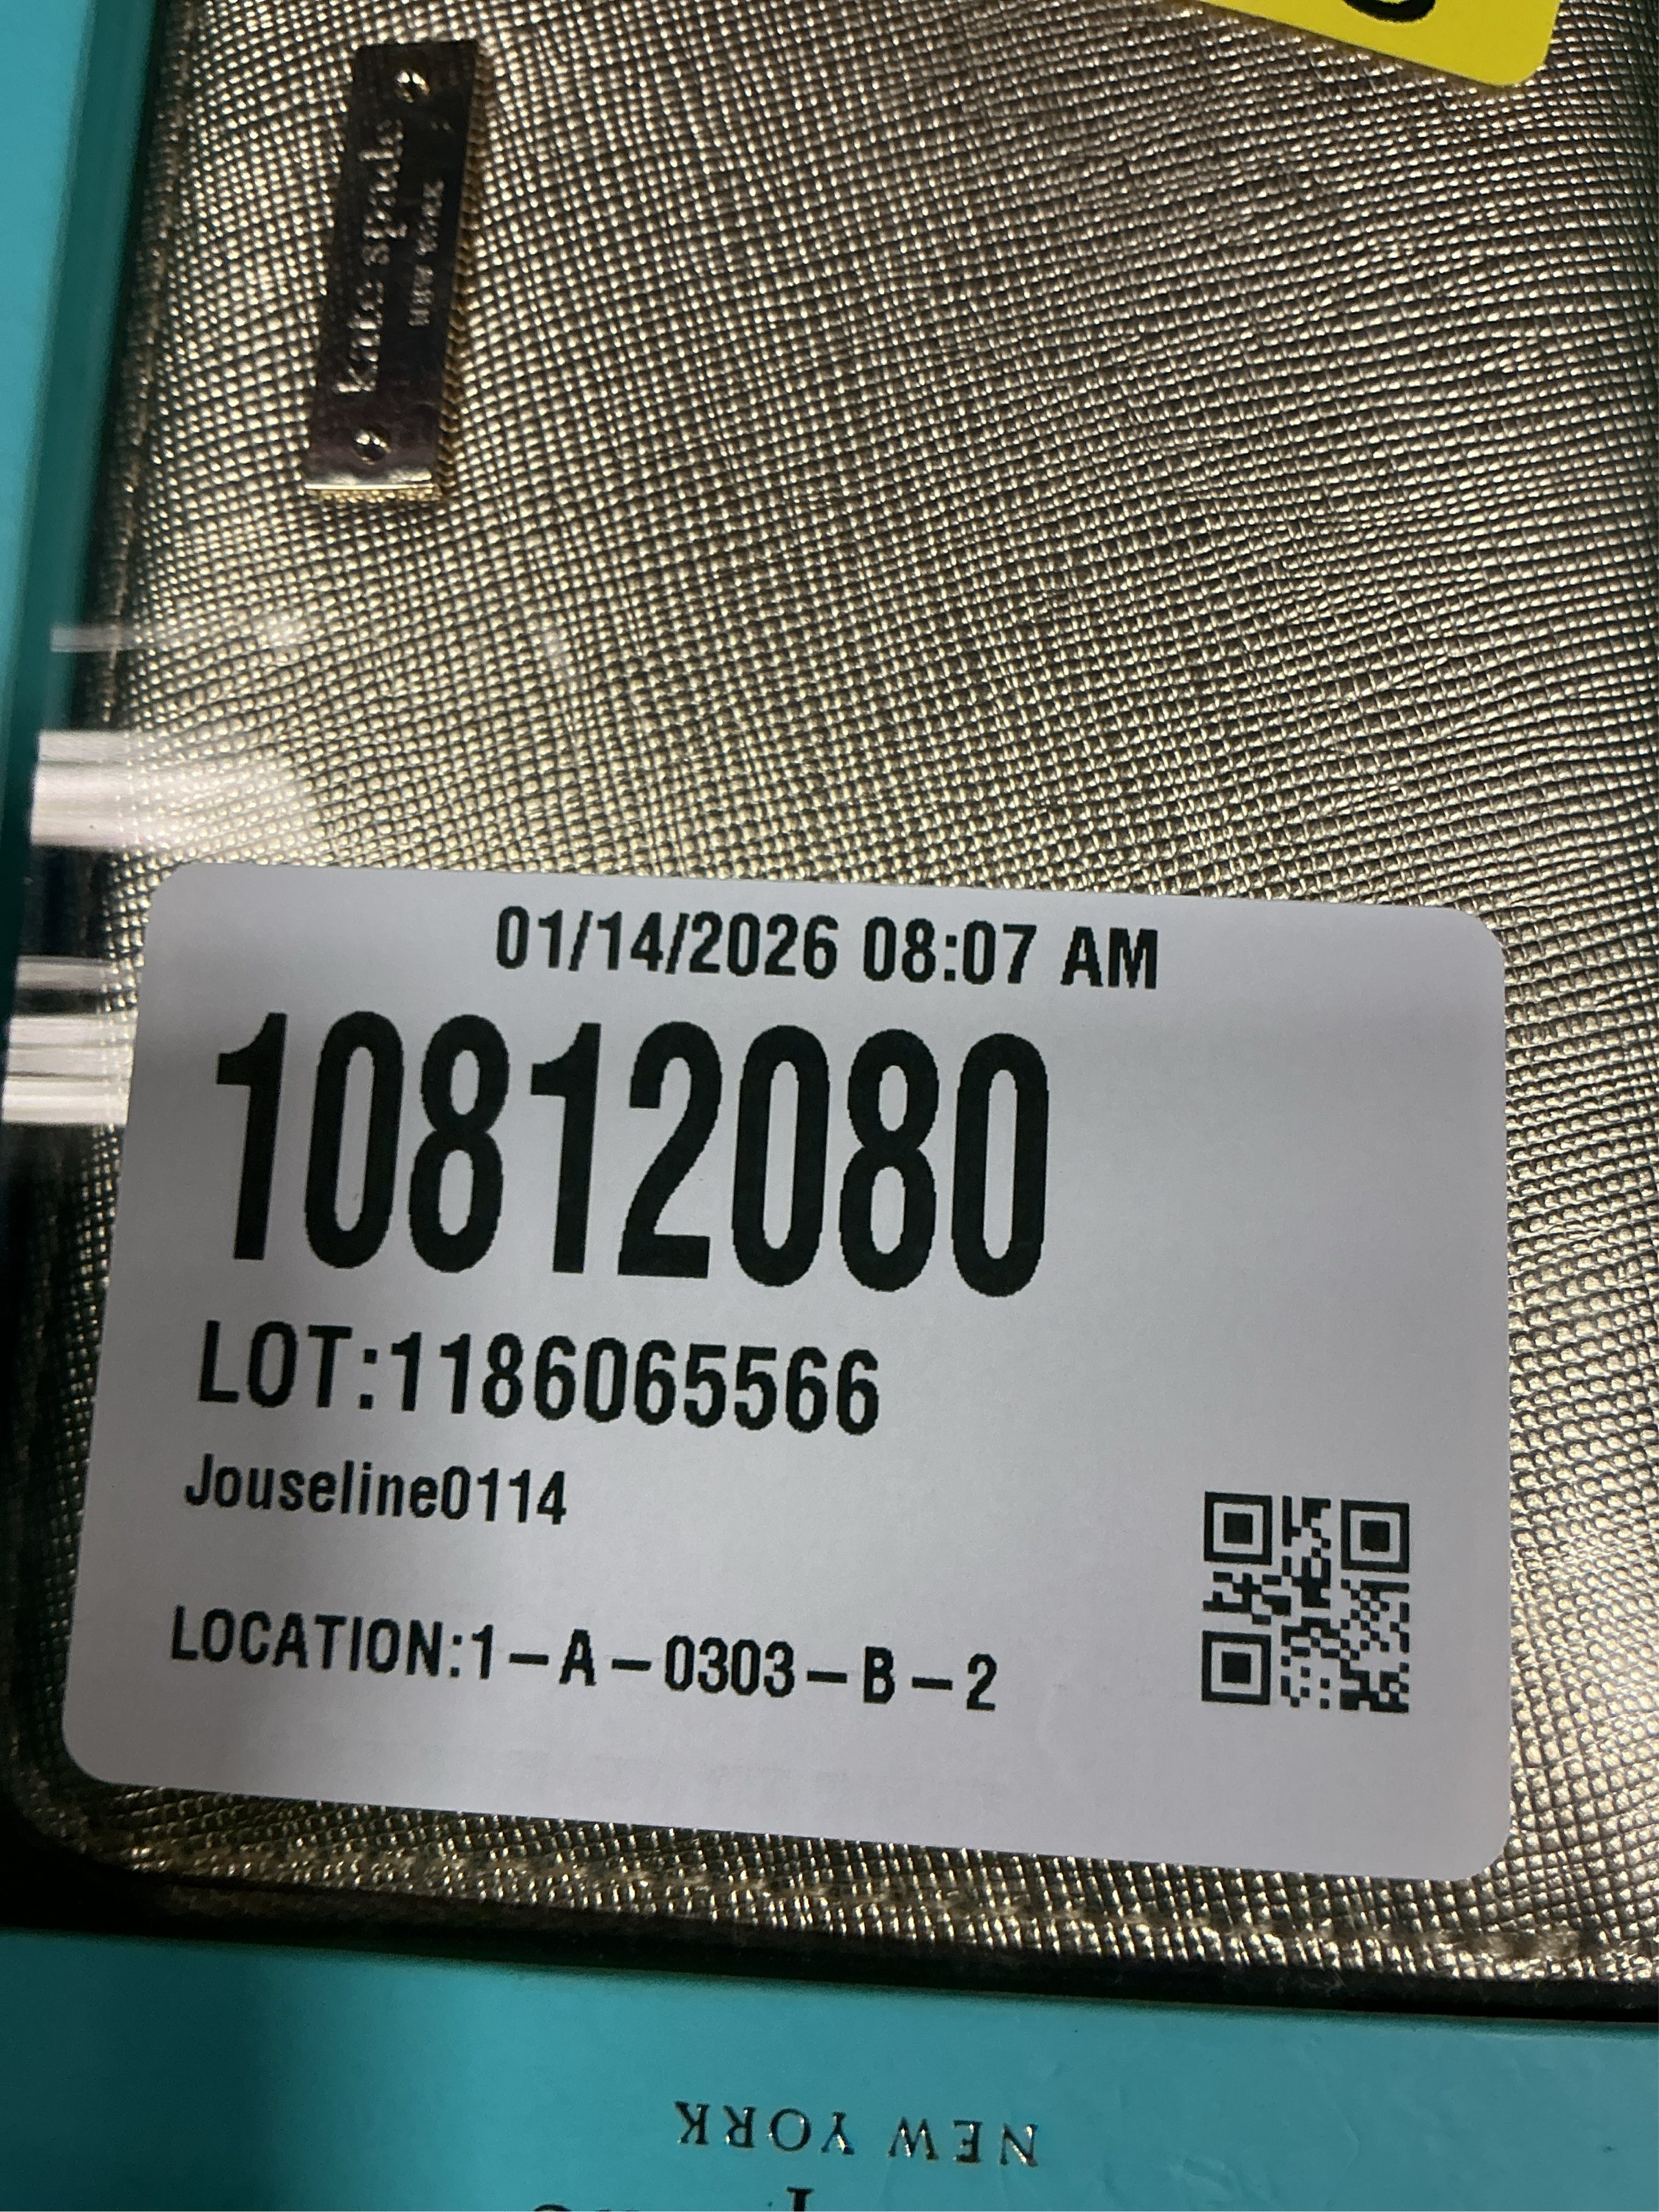 kate spade
NEW YORK
01/14/2026 08:07 AM
10812080
LOT:1186065566
Jouseline0114
LOCATION:1-A-0303-B-2
NEW YORK